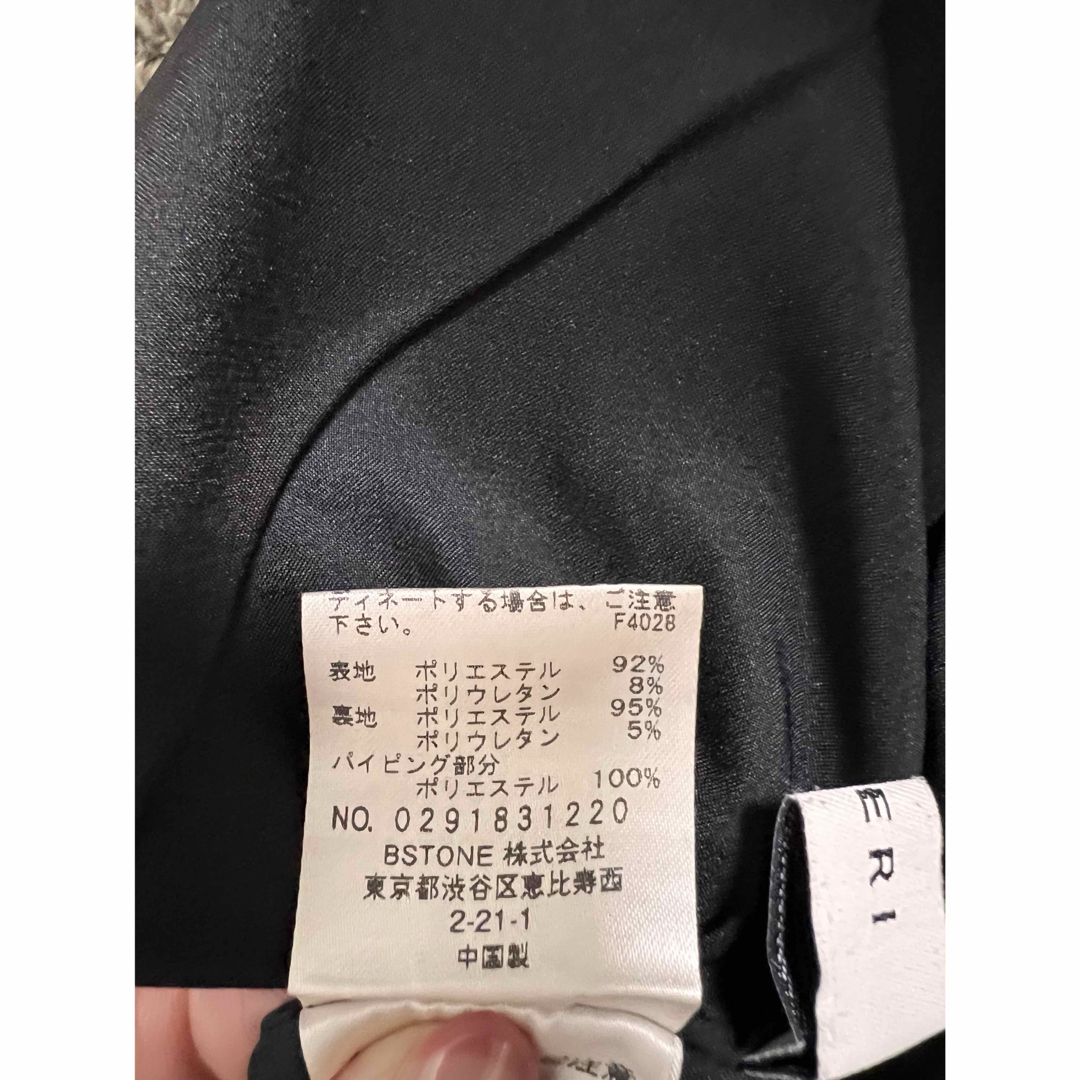 ディネートする場合は、ご注意
下さい。 F4028
表地 ポリエステル 92%
ポリウレタン 8%
裏地 ポリエステル 95%
ポリウレタン 5%
パイピング部分
ポリエステル 100%
NO. 0291831220
BSTONE 株式会社
東京都渋谷区恵比寿西
2-21-1
中国製
ERI